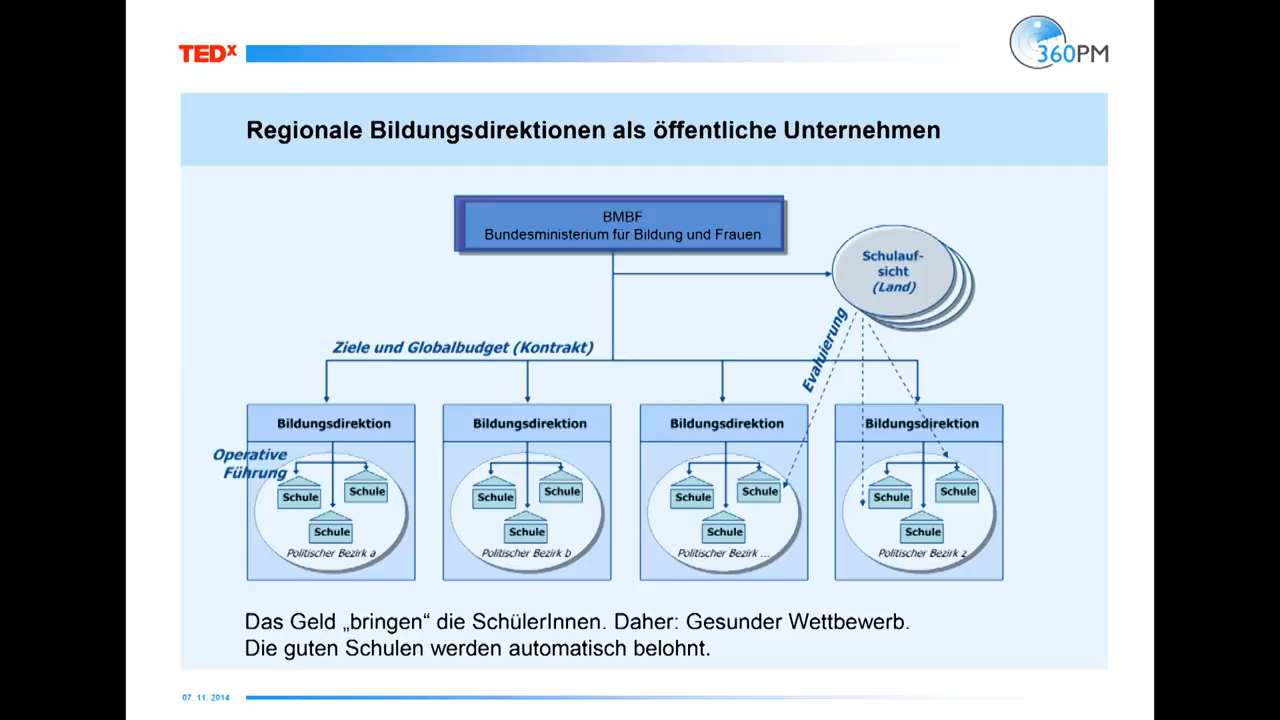 TEDx
360PM
Regionale Bildungsdirektionen als öffentliche Unternehmen
BMBF
Bundesministerium für Bildung und Frauen
Schulauf-
sicht
(Land)
Evaluierung
Ziele und Globalbudget (Kontrakt)
Bildungsdirektion
Operative
Führung
Schule
Schule
Schule
Politischer Bezirk a
Bildungsdirektion
Schule
Schule
Schule
Politischer Bezirk b
Bildungsdirektion
Schule
Schule
Schule
Politischer Bezirk ...
Bildungsdirektion
Schule
Schule
Schule
Politischer Bezirk z
Das Geld „bringen“ die SchülerInnen. Daher: Gesunder Wettbewerb.
Die guten Schulen werden automatisch belohnt.
07. 11. 2014